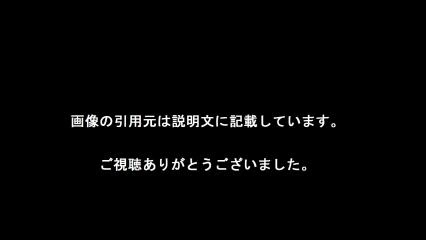 画像の引用元は説明文に記載しています。
ご視聴ありがとうございました。